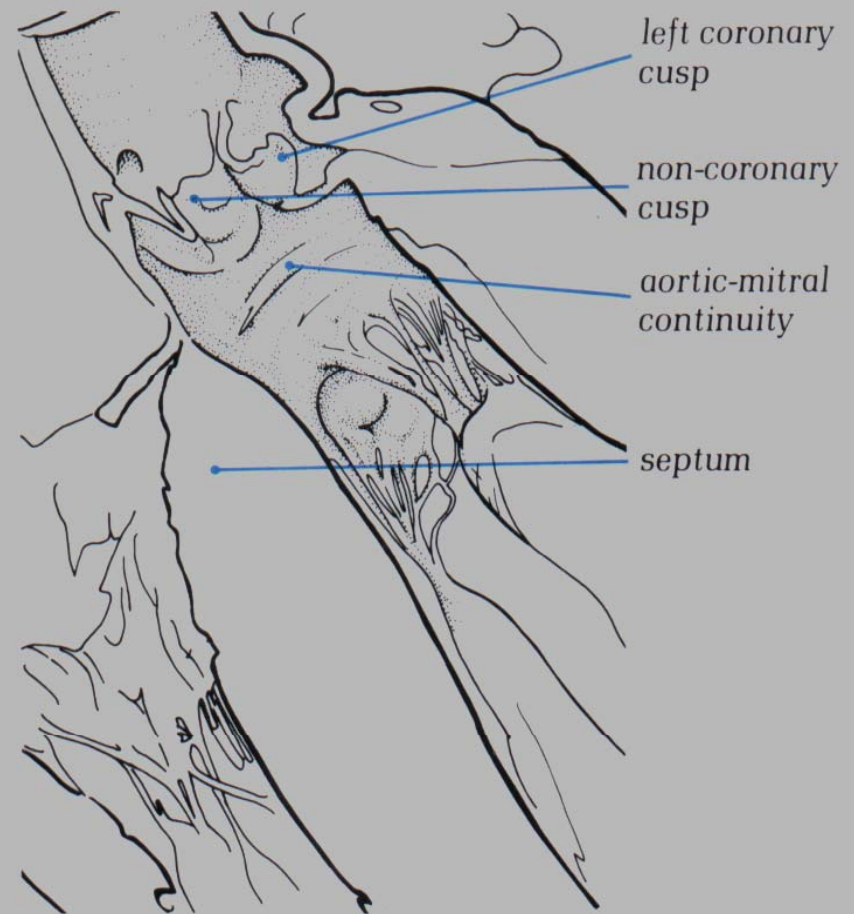 left coronary
cusp
non-coronary
cusp
aortic-mitral
continuity
septum